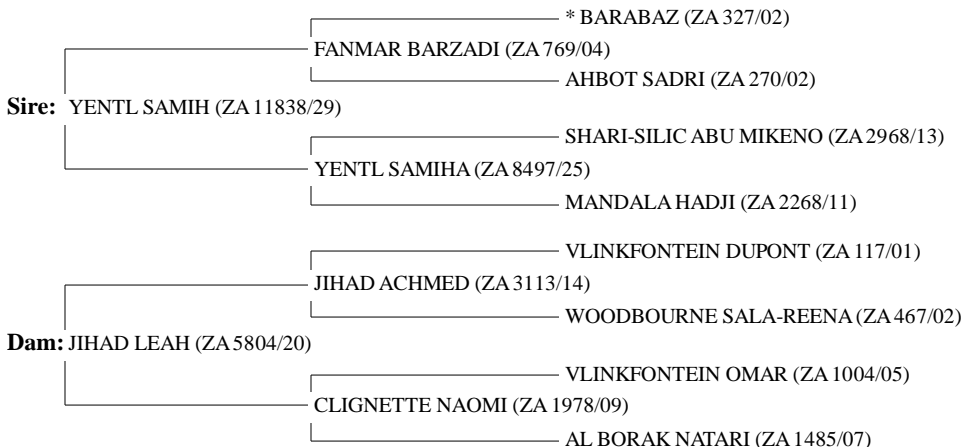 * BARABAZ (ZA 327/02)
FANMAR BARZADI (ZA 769/04)
AHBOT SADRI (ZA 270/02)
Sire: YENTL SAMIH (ZA 11838/29)
SHARI-SILIC ABU MIKENO (ZA 2968/13)
YENTL SAMIHA (ZA 8497/25)
MANDALA HADJI (ZA 2268/11)
VLINKFONTEIN DUPONT (ZA 117/01)
JIHAD ACHMED (ZA 3113/14)
WOODBOURNE SALA-REENA (ZA 467/02)
Dam: JIHAD LEAH (ZA 5804/20)
VLINKFONTEIN OMAR (ZA 1004/05)
CLIGNETTE NAOMI (ZA 1978/09)
AL BORAK NATARI (ZA 1485/07)